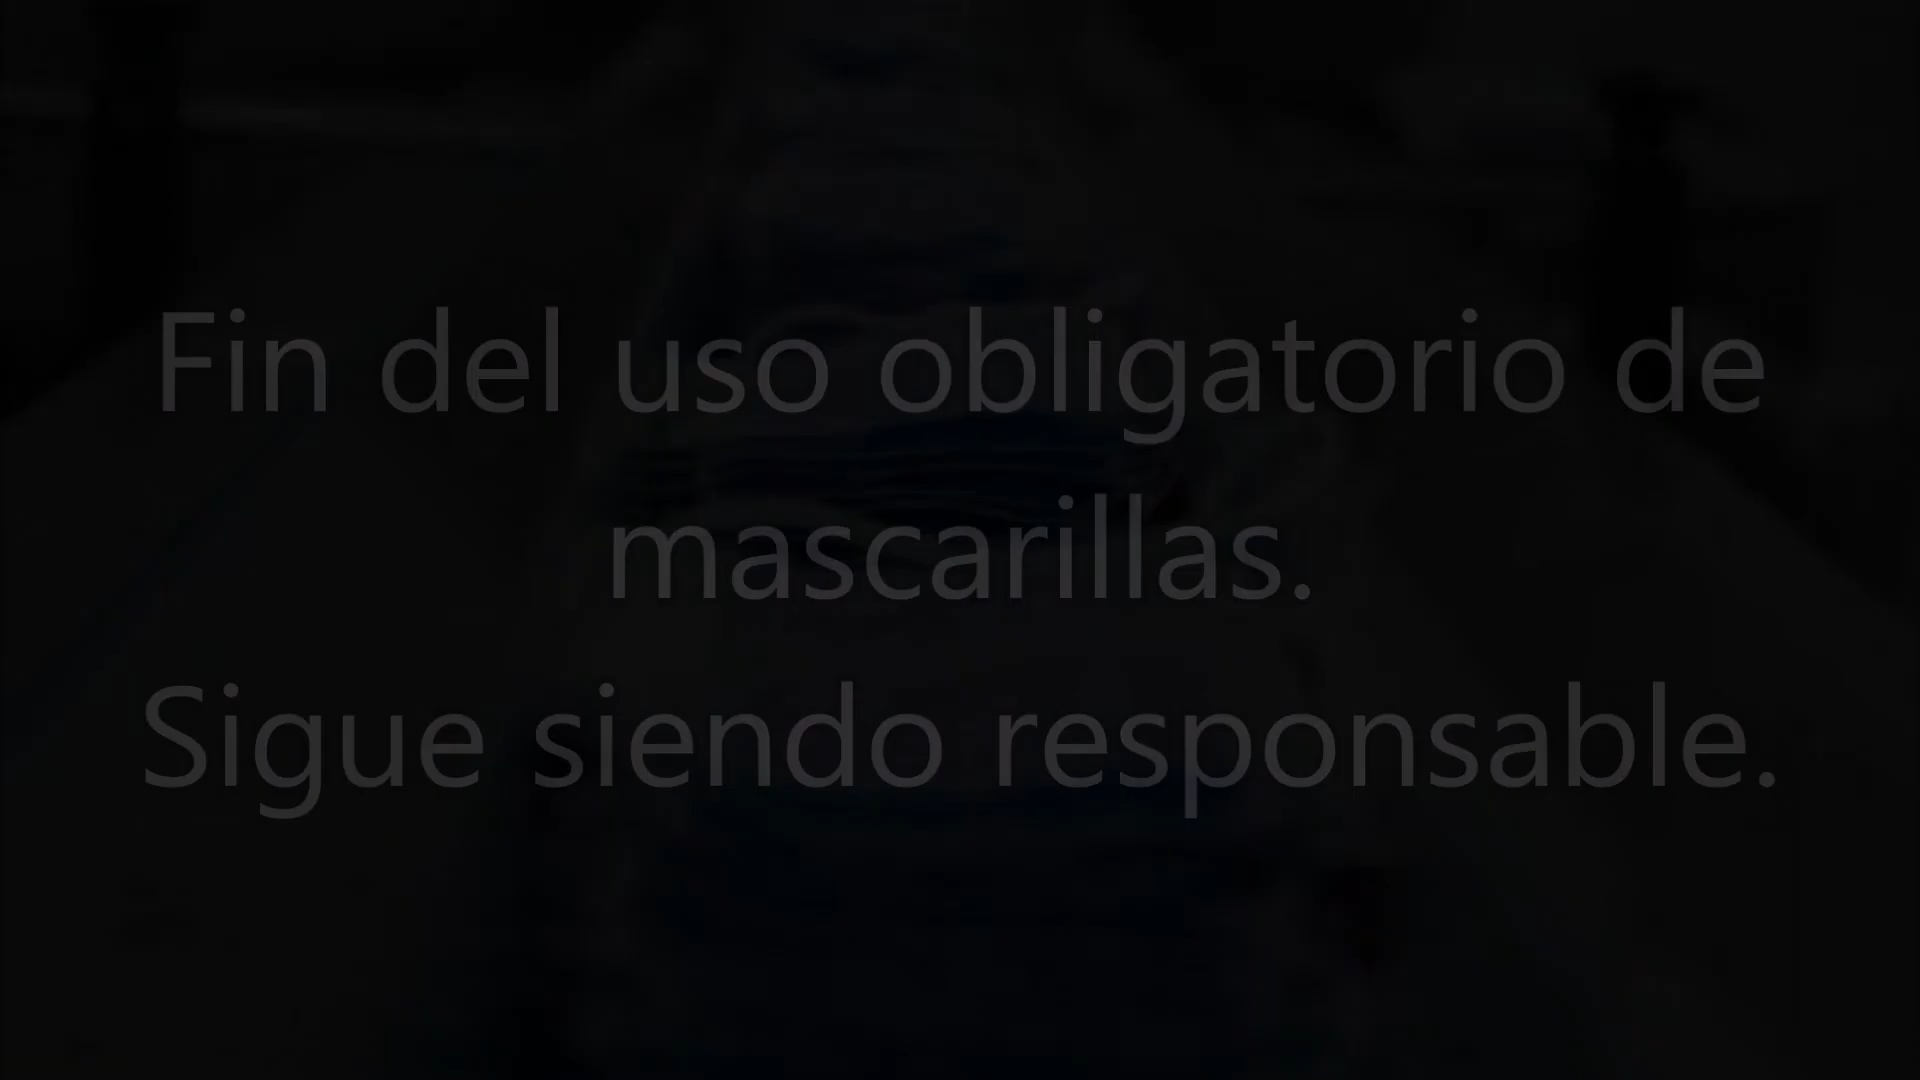 Fin del uso obligatorio de
mascarillas.
Sigue siendo responsable.